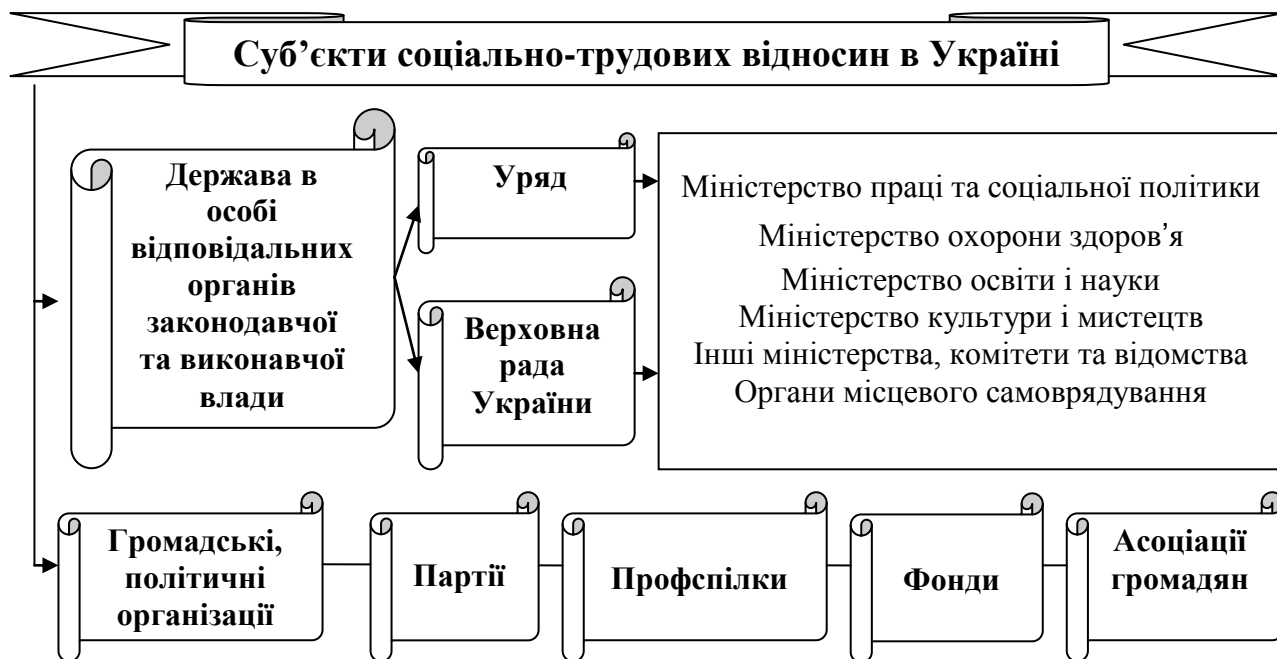 Суб’єкти соціально-трудових відносин в Україні
Держава в
особі
відповідальних
органів
законодавчої
та виконавчої
влади
Уряд
Верховна
рада
України
Міністерство праці та соціальної політики
Міністерство охорони здоров’я
Міністерство освіти і науки
Міністерство культури і мистецтв
Інші міністерства, комітети та відомства
Органи місцевого самоврядування
Громадські,
політичні
організації
Партії
Профспілки
Фонди
Асоціації
громадян